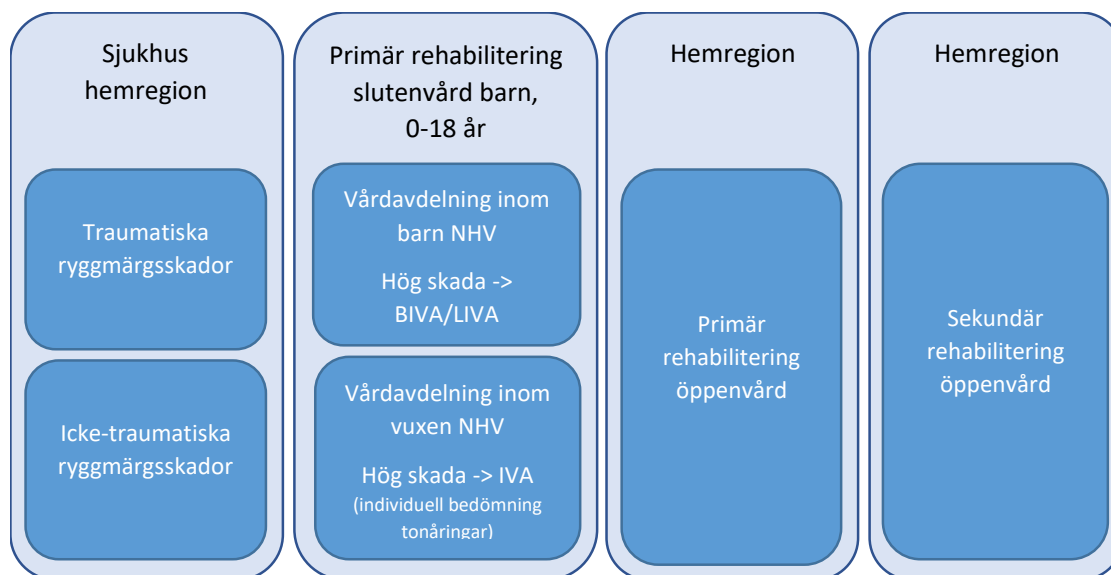 Sjukhus
hemregion
Traumatiska
ryggmärgsskador
Icke-traumatiska
ryggmärgsskador
Primär rehabilitering
slutenvård barn,
0-18 år
Vårdavdelning inom
barn NHV
Hög skada ->
BIVA/LIVA
Vårdavdelning inom
vuxen NHV
Hög skada -> IVA
(individuell bedömning
tonåringar)
Hemregion
Primär
rehabilitering
öppenvård
Hemregion
Sekundär
rehabilitering
öppenvård